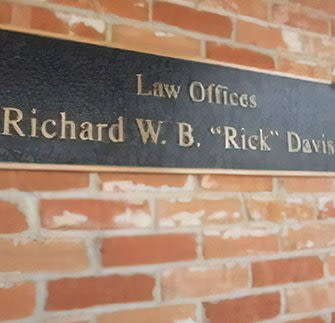 Law Offices
Richard W. B. "Rick" Davis